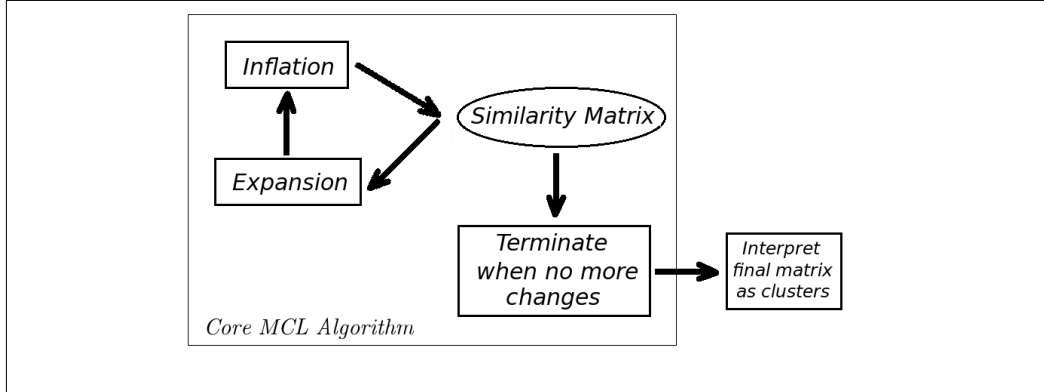 Inflation
Similarity Matrix
Expansion
Terminate
when no more
changes
Interpret
final matrix
as clusters
Core MCL Algorithm